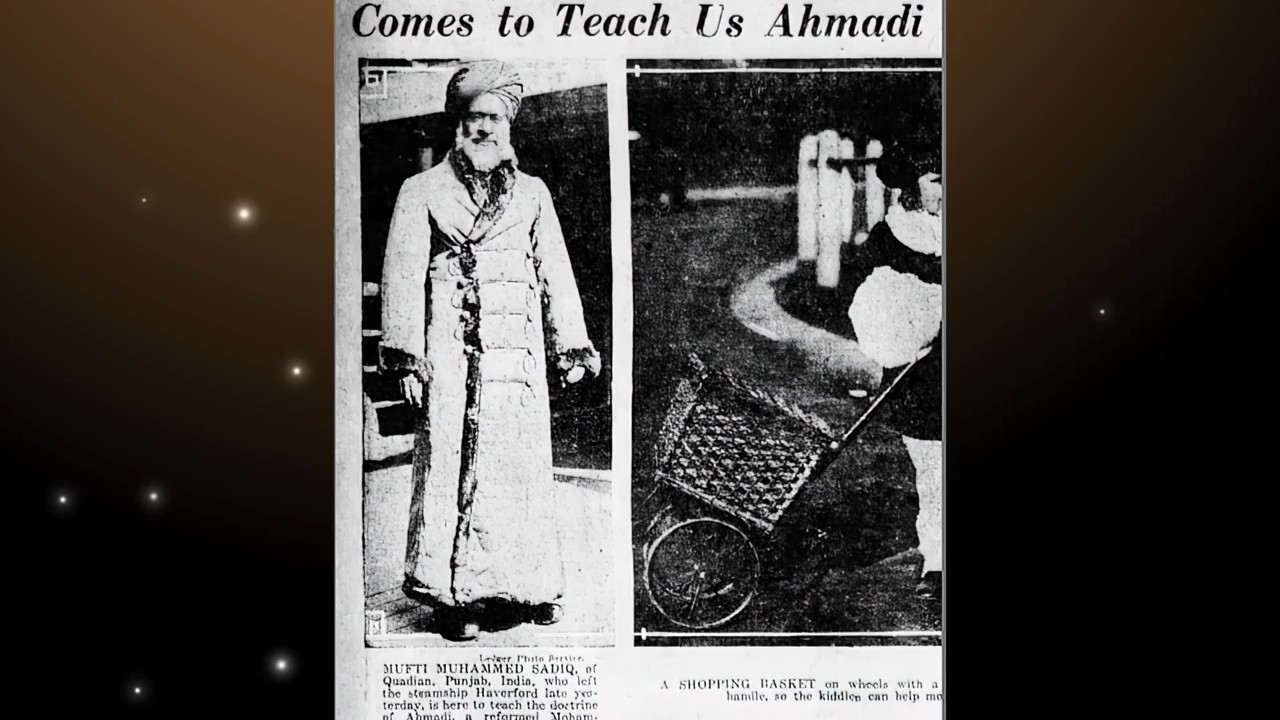 Comes to Teach Us Ahmadi
Ledger Photo Service.
MUFTI MUHAMMED SADIQ, of
Quadian, Punjab, India, who left
the steamship Haverford late yes-
terday, is here to teach the doctrine
of Ahmadi, a reformed Moham-
A SHOPPING BASKET on wheels with a
handle, so the kiddies can help mo